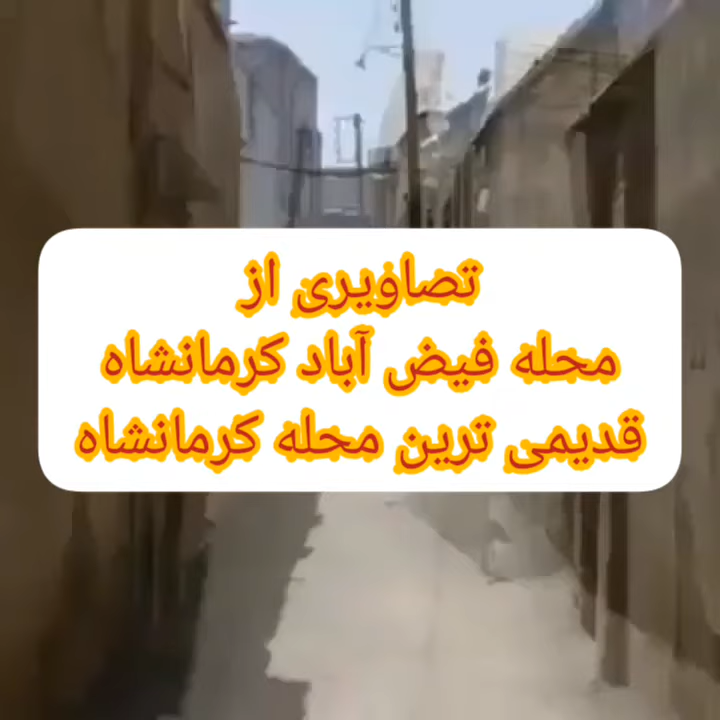 تصاویری از
محله فیض آباد کرمانشاه
قدیمی ترین محله کرمانشاه